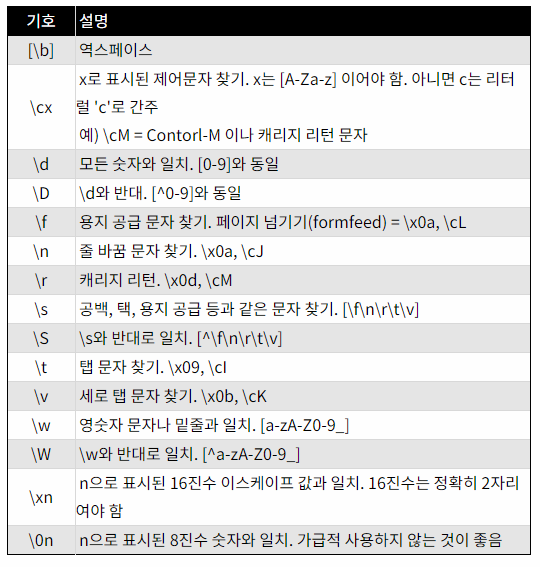 기호 설명
[\b] 역스페이스
x로 표시된 제어문자 찾기. x는 [A-Za-z] 이어야 함. 아니면 c는 리터
\cx 럴 'c'로 간주
예) \cM = Contorl-M 이나 캐리지 리턴 문자
\d 모든 숫자와 일치. [0-9]와 동일
\D \d와 반대. [^0-9]와 동일
\f 용지 공급 문자 찾기. 페이지 넘기기(formfeed) = \x0a, \cL
\n 줄 바꿈 문자 찾기. \x0a, \cJ
\r 캐리지 리턴. \x0d, \cM
\s 공백, 택, 용지 공급 등과 같은 문자 찾기. [\f\n\r\t\v]
\S \s와 반대로 일치. [^\f\n\r\t\v]
\t 탭 문자 찾기. \x09, \cI
\v 세로 탭 문자 찾기. \x0b, \cK
\w 영숫자 문자나 밑줄과 일치. [a-zA-Z0-9_]
\W \w와 반대로 일치. [^a-zA-Z0-9_]
\xn n으로 표시된 16진수 이스케이프 값과 일치. 16진수는 정확히 2자리
여야 함
\0n n으로 표시된 8진수 숫자와 일치. 가급적 사용하지 않는 것이 좋음